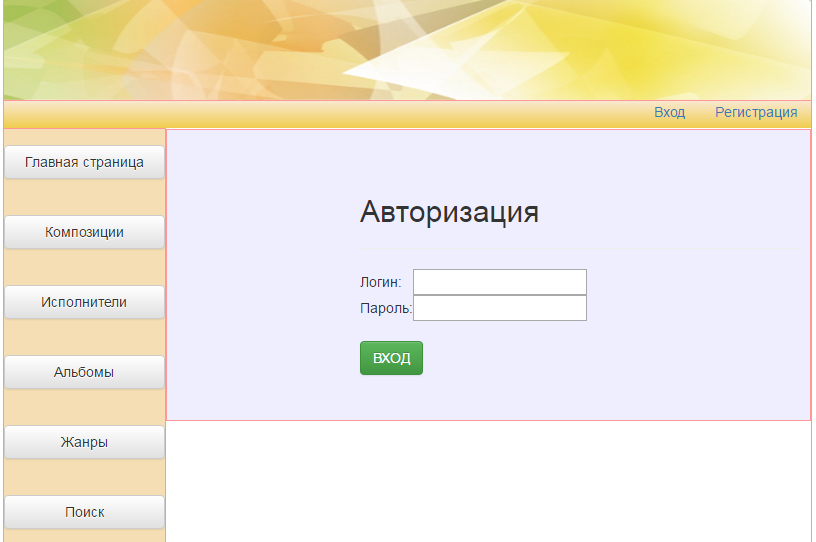 Вход Регистрация
Главная страница
Композиции
Исполнители
Альбомы
Жанры
Поиск
Авторизация
Логин:
Пароль:
ВХОД